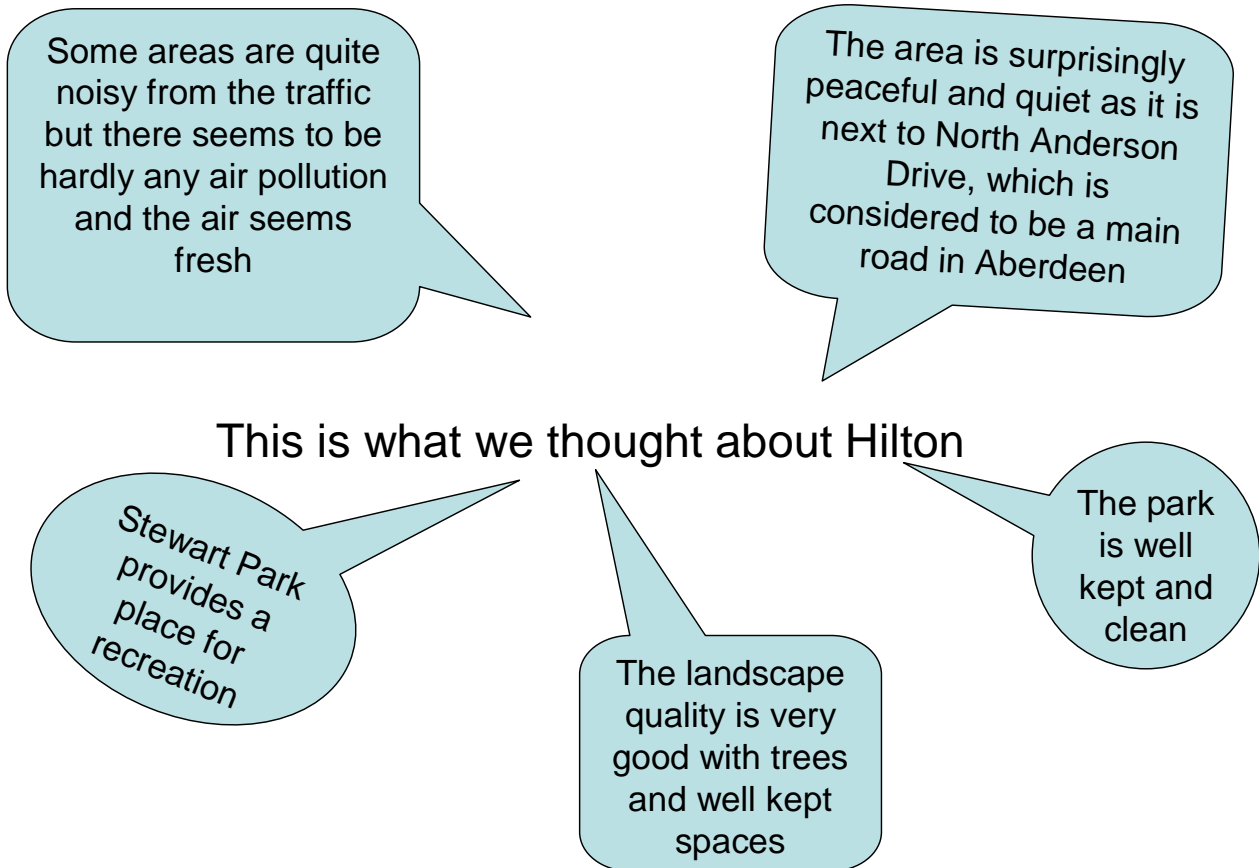 Some areas are quite
noisy from the traffic
but there seems to be
hardly any air pollution
and the air seems
fresh
The area is surprisingly
peaceful and quiet as it is
next to North Anderson
Drive, which is
considered to be a main
road in Aberdeen
This is what we thought about Hilton
Stewart Park
provides a
place for
recreation
The landscape
quality is very
good with trees
and well kept
spaces
The park
is well
kept and
clean